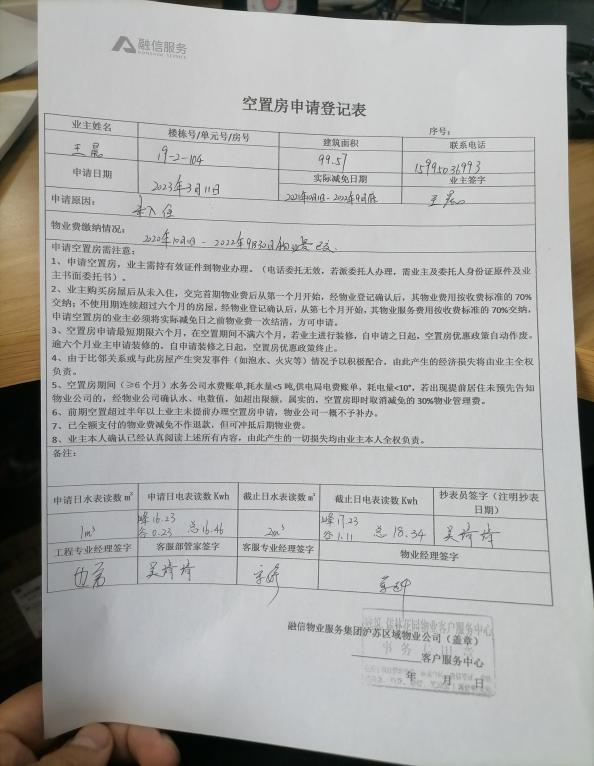 融信服务
RONSHINE SERVICE
空置房申请登记表
序号：
业主姓名 楼栋号/单元号/房号 建筑面积 联系电话
王晨 19-2-104 99.57 15995036993
申请日期 实际减免日期 业主签字
2023年3月11日 2021年10月1日-2022年9月底 王晨
申请原因： 未入住
物业费缴纳情况： 2020年10月1日-2022年9月30日物业费已交
申请空置房需注意：
1、申请空置房，业主需持有效证件到物业办理。（电话委托无效，若派委托人办理，需业主及委托人身份证原件及业
主书面委托书）。
2、业主购买房屋后从未入住，交完首期物业费后从第一个月开始，经物业登记确认后，其物业费用按收费标准的70%
交纳；不使用期连续超过六个月的房屋，经物业登记确认后，从第七个月开始，其物业服务用按收费标准的70%交纳，
申请空置的业主必须将实际减免日之前物业费一次结清，方可申请。
3、空置房申请最短期限六个月，在空置期间不满六个月，若业主进行装修，自申请之日起，空置房优惠政策自动作废。
逾六个月业主申请装修的，自申请装修之日起，空置房优惠政策终止。
4、由于比邻关系或与此房屋产生突发事件（如泡水、火灾等）情况予以积极配合，由此产生的经济损失将由业主全权
负责。
5、空置房期间（≥6个月）水务公司水费账单,耗水量<5吨,供电局电费账单，耗电量<10°，若出现提前居住未预先告知
物业公司的，经物业公司确认水、电数值，如超出限额，属实的，空置房即时取消减免的30%物业管理费。
6、前期空置超过半年以上业主未提前办理空置房申请，物业公司一概不予补办。
7、已全额支付的物业费减免不作退款，但可冲抵后期物业费。
8、业主本人确认已经认真阅读上述所有内容，由此产生的一切损失均由业主本人全权负责。
备注：
申请日水表读数m³ 申请日电表读数Kwh 截止日水表读数m³ 截止日电表读数Kwh 抄表员签字（注明抄表
日期）
1m³ 峰16.23 谷0.23 总16.46 2m³ 峰17.23 谷1.11 总18.34 吴婷婷
工程专业经理签字 客服部管家签字 客服专业经理签字 物业经理签字
吴婷婷
融信物业服务集团沪苏区域物业公司（盖章）
客户服务中心
年 月 日